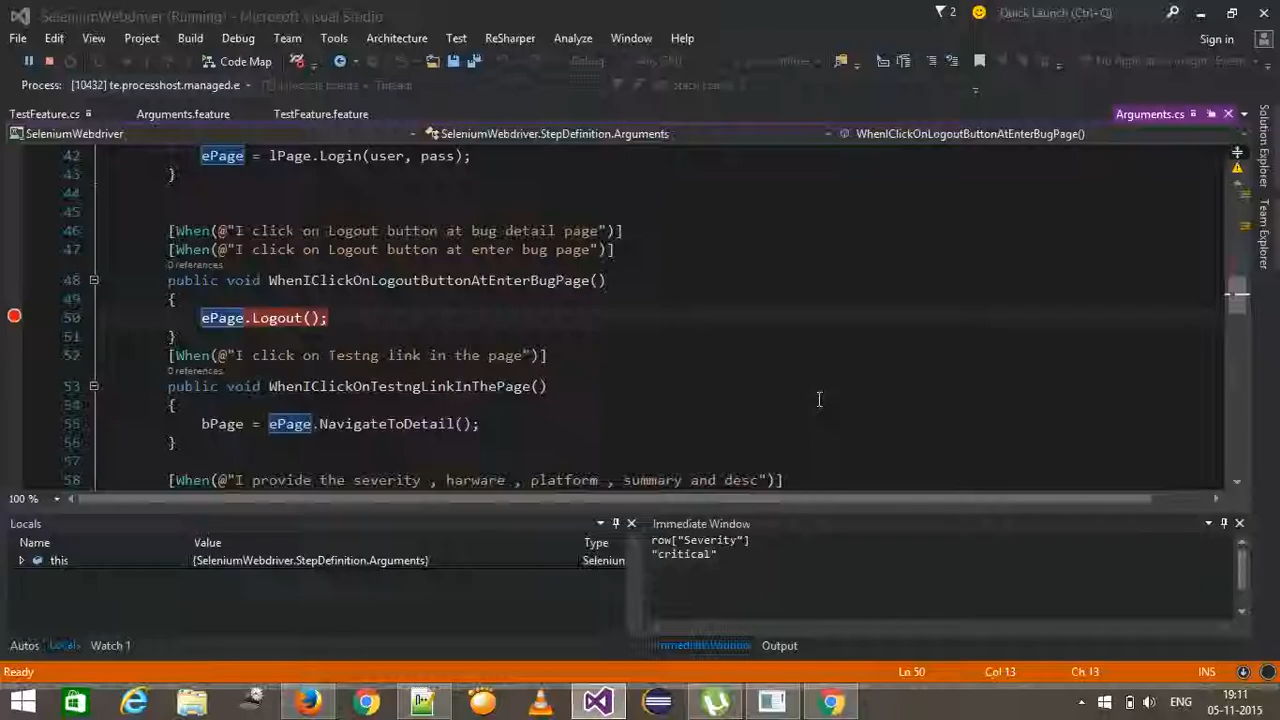 SeleniumWebdriver (Running) - Microsoft Visual Studio
2
Quick Launch (Ctrl+Q)
File Edit View Project Build Debug Team Tools Architecture Test ReSharper Analyze Window Help
Sign in
Code Map
Process: [10432] te.processhost.managed.e
TestFeature.cs Arguments.feature TestFeature.feature Arguments.cs
SeleniumWebdriver SeleniumWebdriver.StepDefinition.Arguments WhenIClickOnLogoutButtonAtEnterBugPage()
42 ePage = lPage.Login(user, pass);
43 }
44
45
46 [When(@"I click on Logout button at bug detail page")]
47 [When(@"I click on Logout button at enter bug page")]
0 references
48 public void WhenIClickOnLogoutButtonAtEnterBugPage()
49 {
50 ePage.Logout();
51 }
52 [When(@"I click on Testng link in the page")]
0 references
53 public void WhenIClickOnTestngLinkInThePage()
54 {
55 bPage = ePage.NavigateToDetail();
56 }
57
58 [When(@"I provide the severity , harware , platform , summary and desc")]
100 %
Solution Explorer
Team Explorer
Locals
Name Value Type
this {SeleniumWebdriver.StepDefinition.Arguments} Selenium
Autos Locals Watch 1
Immediate Window
row["Severity"]
"critical"
Immediate Window Output
Ready Ln 50 Col 13 Ch 13 INS
ENG
19:11
05-11-2015